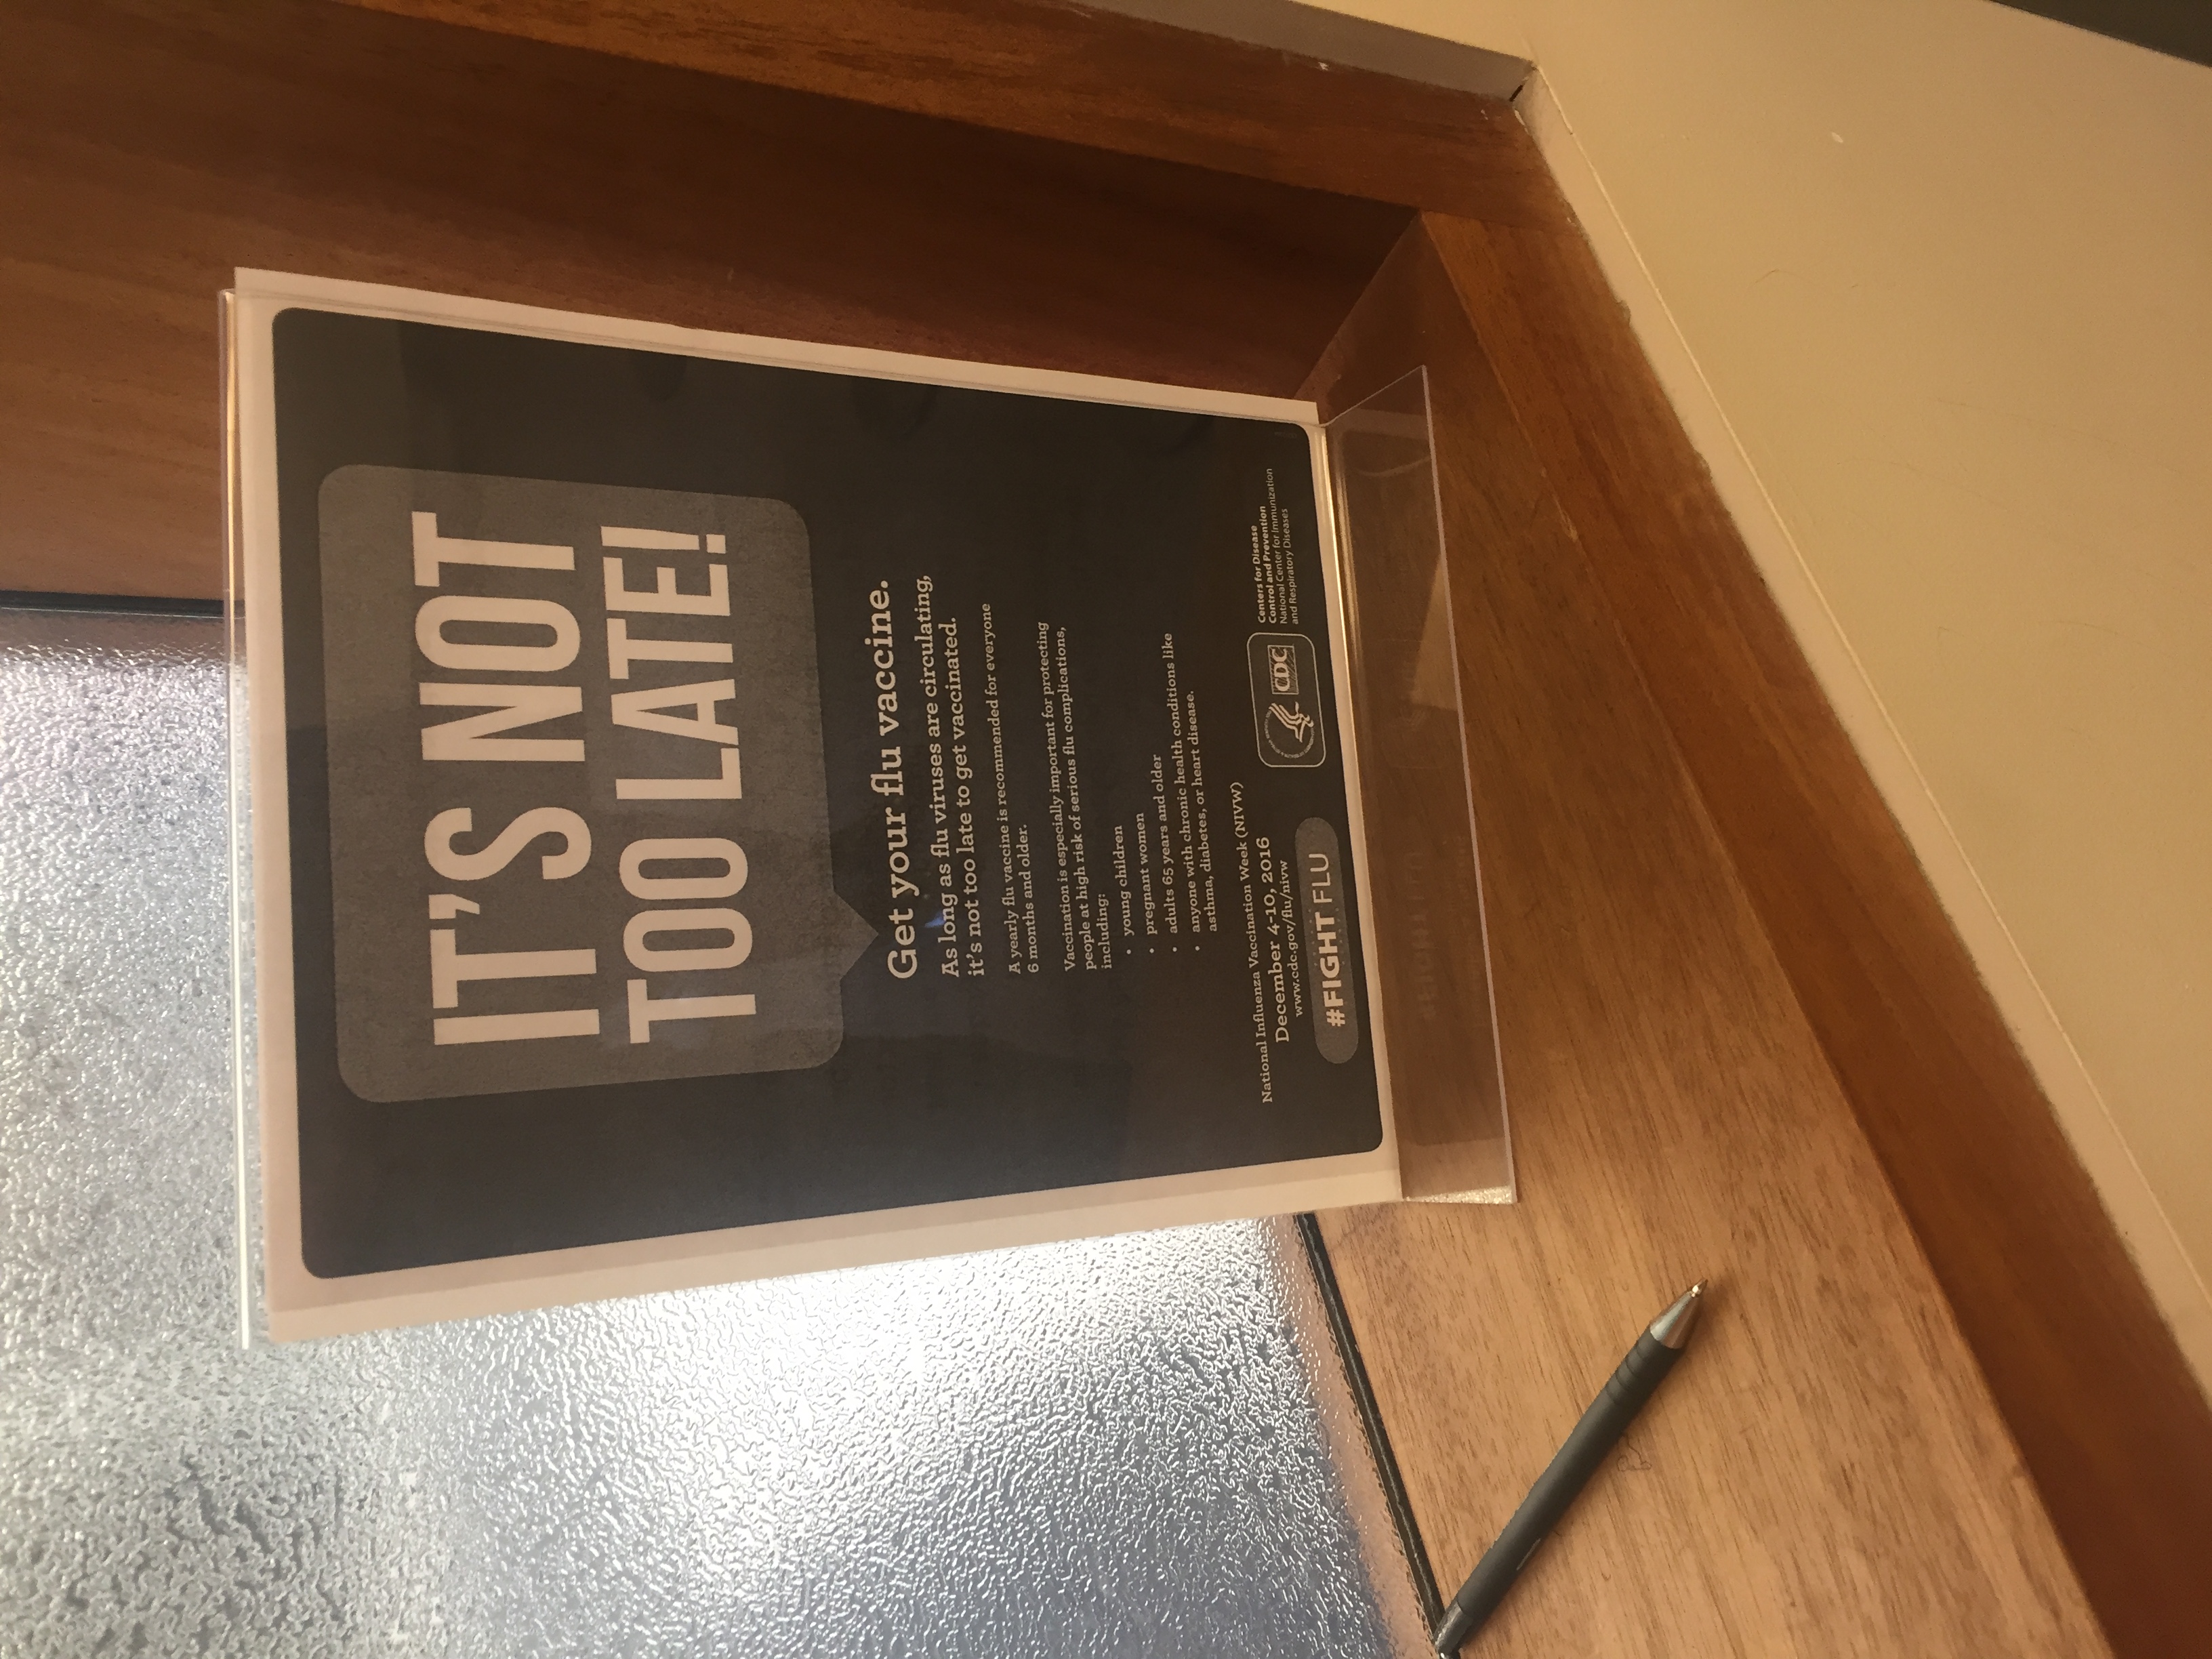 IT'S NOT
TOO LATE!
Get your flu vaccine.
As long as flu viruses are circulating,
it's not too late to get vaccinated.
A yearly flu vaccine is recommended for everyone
6 months and older.
Vaccination is especially important for protecting
people at high risk of serious flu complications,
including:
• young children
• pregnant women
• adults 65 years and older
• anyone with chronic health conditions like
asthma, diabetes, or heart disease.
National Influenza Vaccination Week (NIVW)
December 4-10, 2016
www.cdc.gov/flu/nivw
#FIGHT FLU
CDC
Centers for Disease
Control and Prevention
National Center for Immunization
and Respiratory Diseases